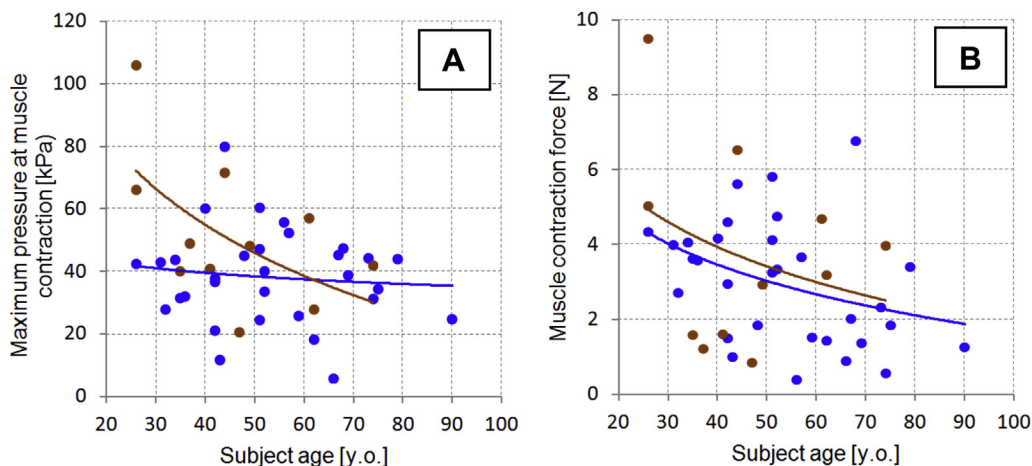 Maximum pressure at muscle
contraction [kPa]
120
100
80
60
40
20
0
20 30 40 50 60 70 80 90 100
Subject age [y.o.]
A
Muscle contraction force [N]
10
8
6
4
2
0
20 30 40 50 60 70 80 90 100
Subject age [y.o.]
B